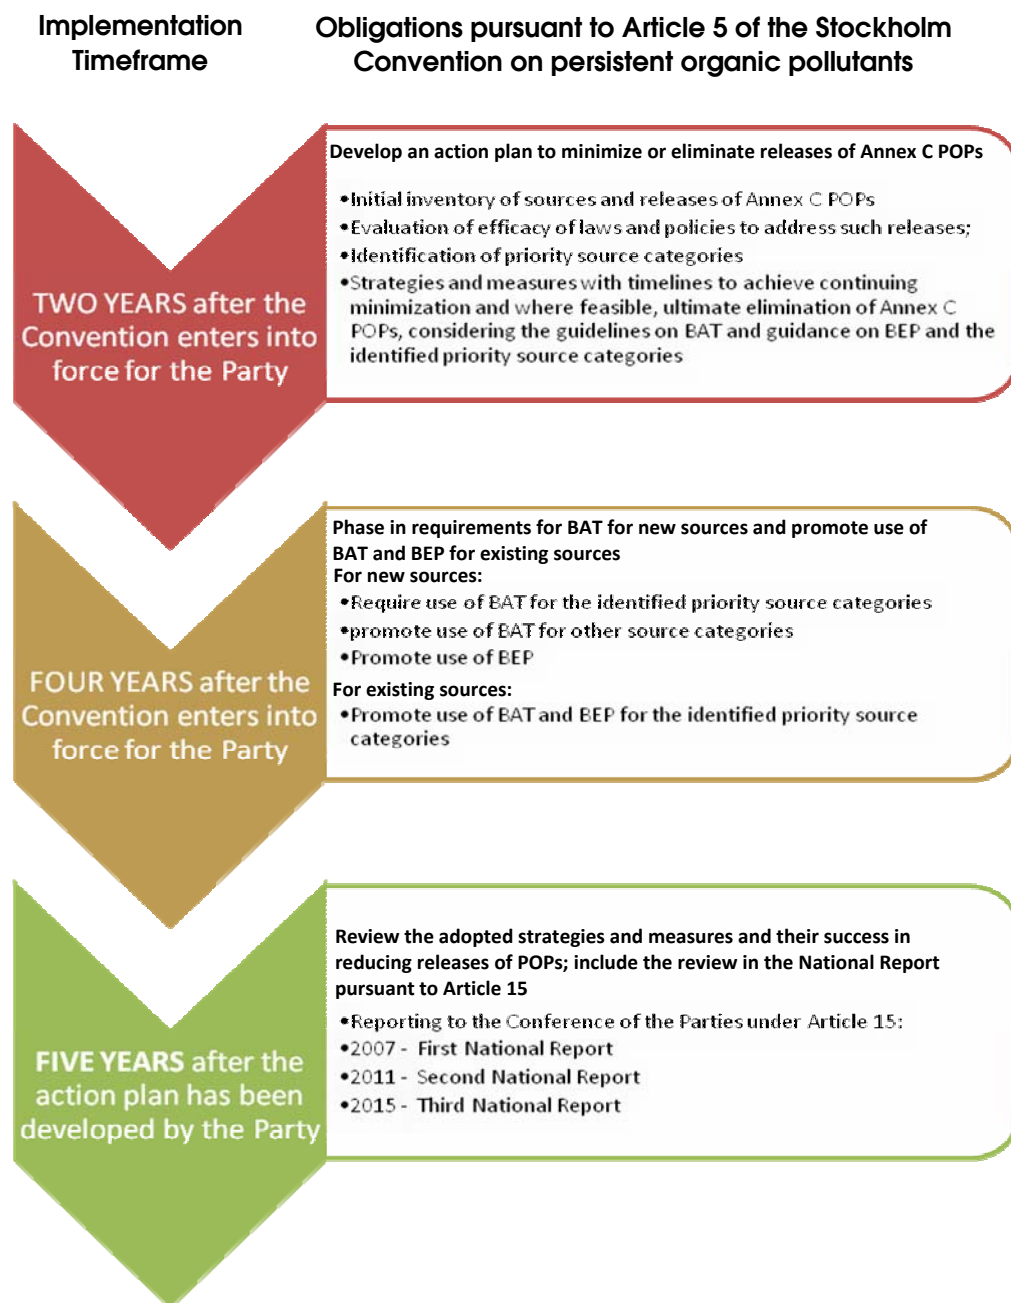 Implementation
Timeframe
Obligations pursuant to Article 5 of the Stockholm
Convention on persistent organic pollutants
TWO YEARS after the
Convention enters into
force for the Party
Develop an action plan to minimize or eliminate releases of Annex C POPs
•Initial inventory of sources and releases of Annex C POPs
•Evaluation of efficacy of laws and policies to address such releases;
•Identification of priority source categories
•Strategies and measures with timelines to achieve continuing
minimization and where feasible, ultimate elimination of Annex C
POPs, considering the guidelines on BAT and guidance on BEP and the
identified priority source categories
FOUR YEARS after the
Convention enters into
force for the Party
Phase in requirements for BAT for new sources and promote use of
BAT and BEP for existing sources
For new sources:
•Require use of BAT for the identified priority source categories
•promote use of BAT for other source categories
•Promote use of BEP
For existing sources:
•Promote use of BAT and BEP for the identified priority source
categories
FIVE YEARS after the
action plan has been
developed by the Party
Review the adopted strategies and measures and their success in
reducing releases of POPs; include the review in the National Report
pursuant to Article 15
•Reporting to the Conference of the Parties under Article 15:
•2007 - First National Report
•2011 - Second National Report
•2015 - Third National Report